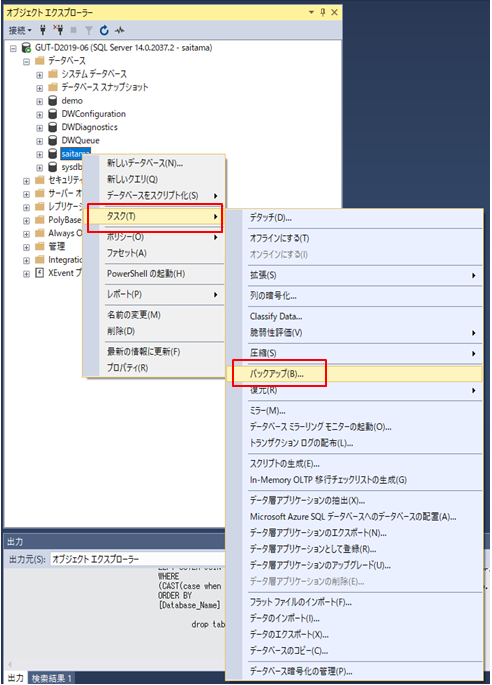 オブジェクト エクスプローラー
接続
GUT-D2019-06 (SQL Server 14.0.2037.2 - saitama)
データベース
システム データベース
データベース スナップショット
demo
DWConfiguration
DWDiagnostics
DWQueue
saitama
sysdb
セキュリティ
サーバー オ
レプリケーシ
PolyBase
Always O
管理
Integration
XEvent プ
新しいデータベース(N)...
新しいクエリ(Q)
データベースをスクリプト化(S)
タスク(T)
ポリシー(O)
ファセット(A)
PowerShell の起動(H)
レポート(P)
名前の変更(M)
削除(D)
最新の情報に更新(F)
プロパティ(R)
デタッチ(D)...
オフラインにする(T)
オンラインにする(I)
拡張(S)
列の暗号化...
Classify Data...
脆弱性評価(V)
圧縮(S)
バックアップ(B)...
復元(R)
ミラー(M)...
データベース ミラーリング モニターの起動(O)...
トランザクション ログの配布(L)...
スクリプトの生成(E)...
In-Memory OLTP 移行チェックリストの生成(G)
データ層アプリケーションの抽出(X)...
Microsoft Azure SQL データベースへのデータベースの配置(A)...
データ層アプリケーションのエクスポート(N)...
データ層アプリケーションとして登録(R)...
データ層アプリケーションのアップグレード(U)...
データ層アプリケーションの削除(E)...
フラット ファイルのインポート(F)...
データのインポート(I)...
データのエクスポート(X)...
データベースのコピー(C)...
データベース暗号化の管理(P)...
出力
出力元(S):
オブジェクト エクスプローラー
WHERE
(CAST(case when
ORDER BY
[Database_Name]
drop tab
出力
検索結果 1